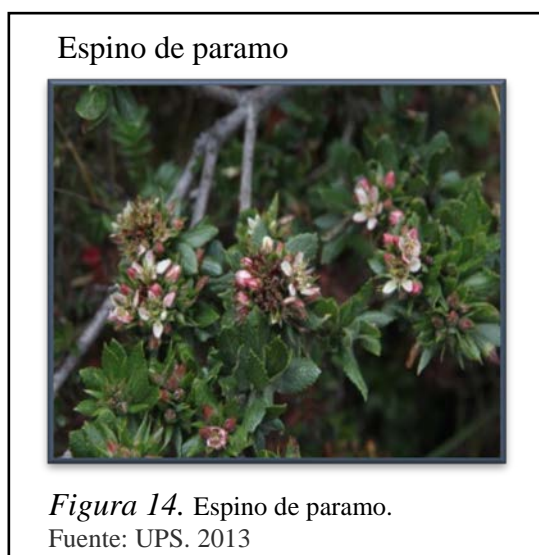 Espino de paramo
Figura 14. Espino de paramo.
Fuente: UPS. 2013